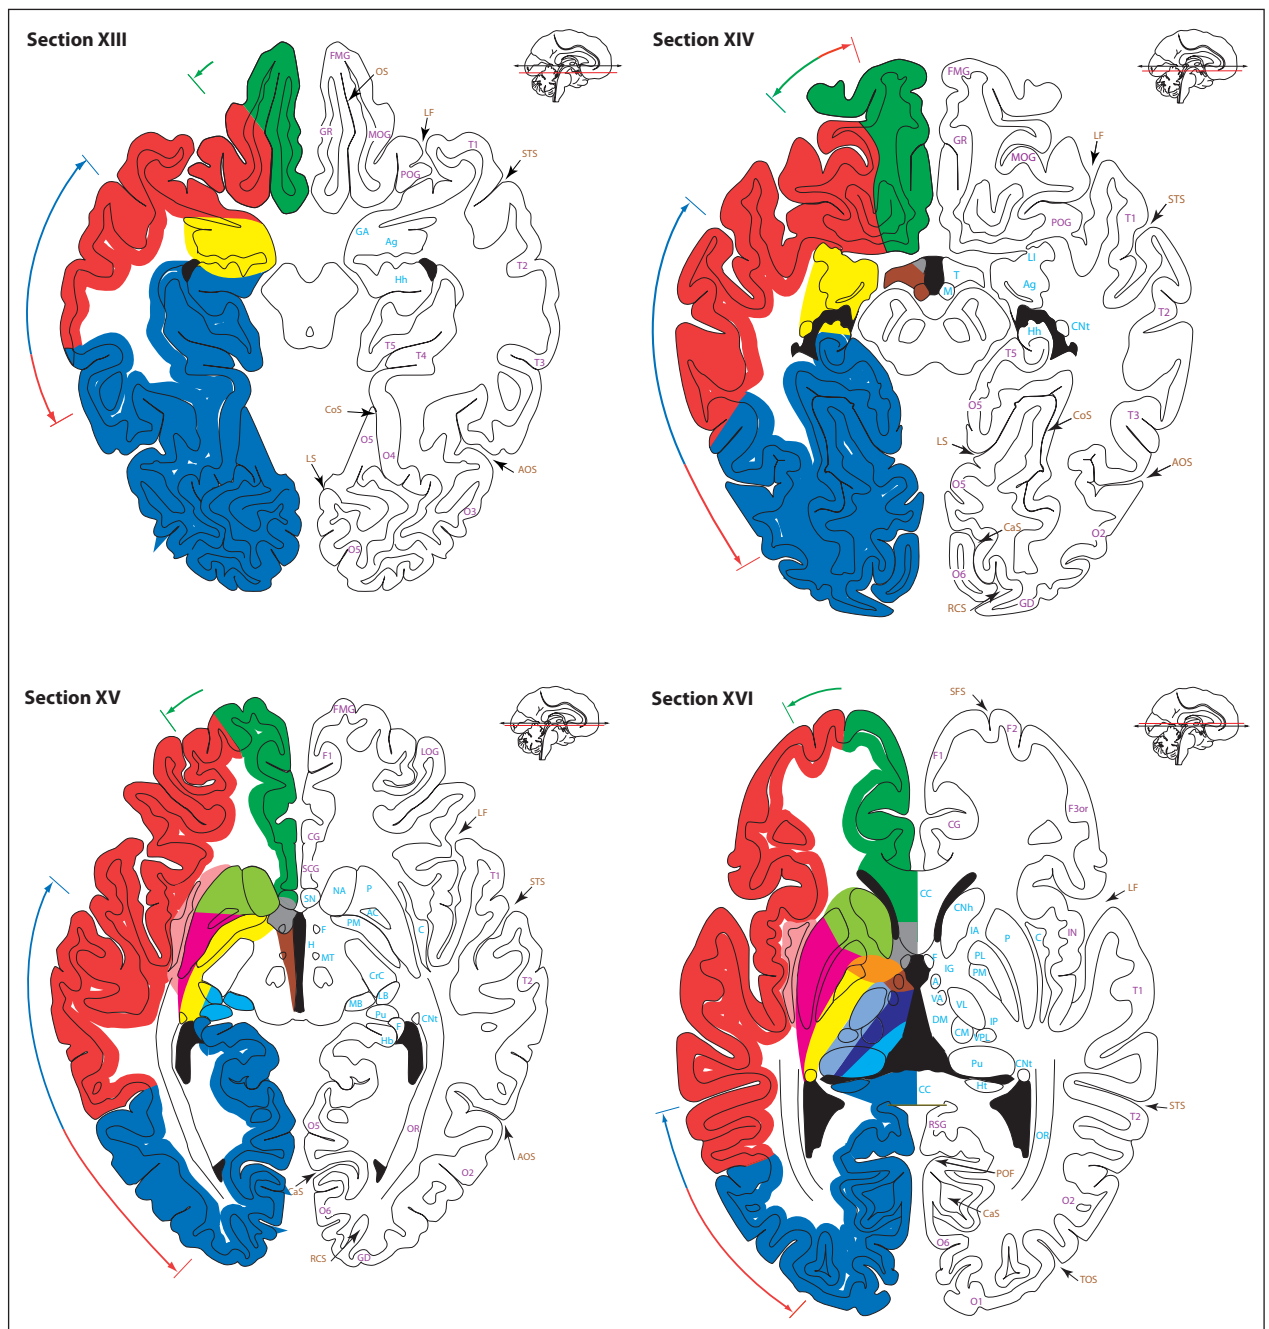 Section XIII
FMG
OS
LF
GR
MOG
T1
STS
POG
GA
Ag
T2
Hh
T5
T4
T3
CoS
O5
O4
LS
AOS
O3
O5
Section XIV
FMG
LF
GR
MOG
STS
T1
POG
LI
T
Ag
M
T2
CNt
Hh
T5
O5
CoS
T3
LS
AOS
O5
CaS
O2
O6
RCS
GD
Section XV
FMG
F1
LOG
LF
CG
SCG
T1
STS
NA
P
SN
AC
PM
F
C
H
MT
T2
CrC
LB
MB
Pu
CNt
F
Hb
O5
OR
AOS
O2
CaS
O6
RCS
GD
Section XVI
SFS
F2
F1
F3or
CG
LF
CC
CNh
IA
P
C
IN
F
PL
IG
PM
A
T1
VA
VL
DM
IP
CM
VPL
Pu
CNt
Ht
CC
STS
T2
RSG
OR
POF
O2
CaS
O6
TOS
O1